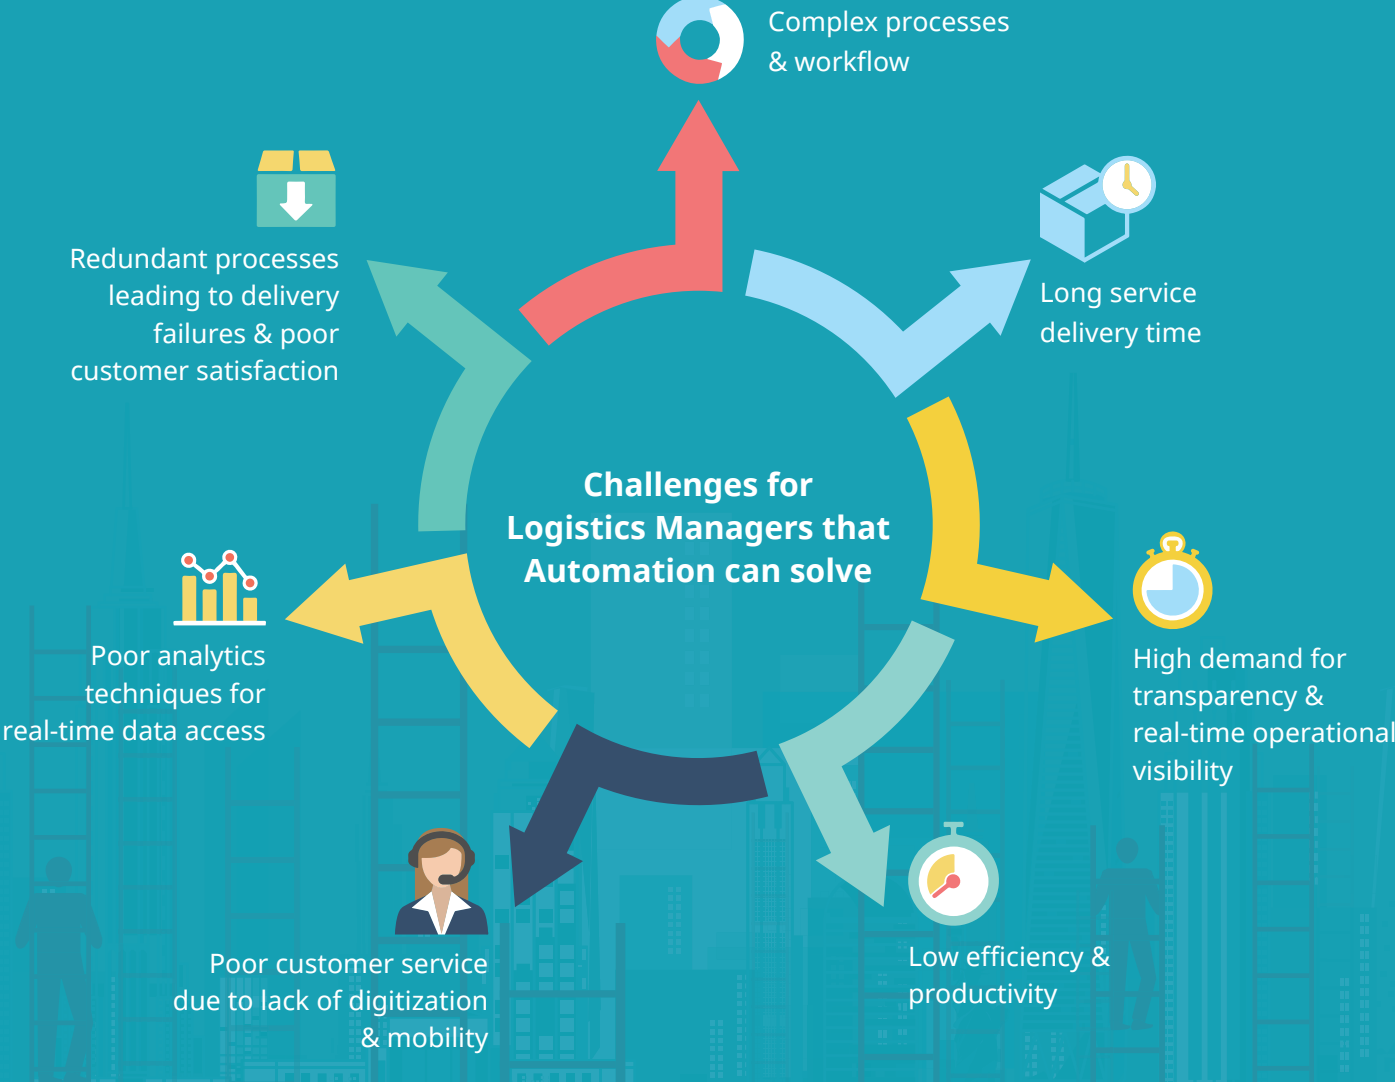 Complex processes
& workflow
Long service
delivery time
High demand for
transparency &
real-time operational
visibility
Low efficiency &
productivity
Poor customer service
due to lack of digitization
& mobility
Poor analytics
techniques for
real-time data access
Redundant processes
leading to delivery
failures & poor
customer satisfaction
Challenges for
Logistics Managers that
Automation can solve